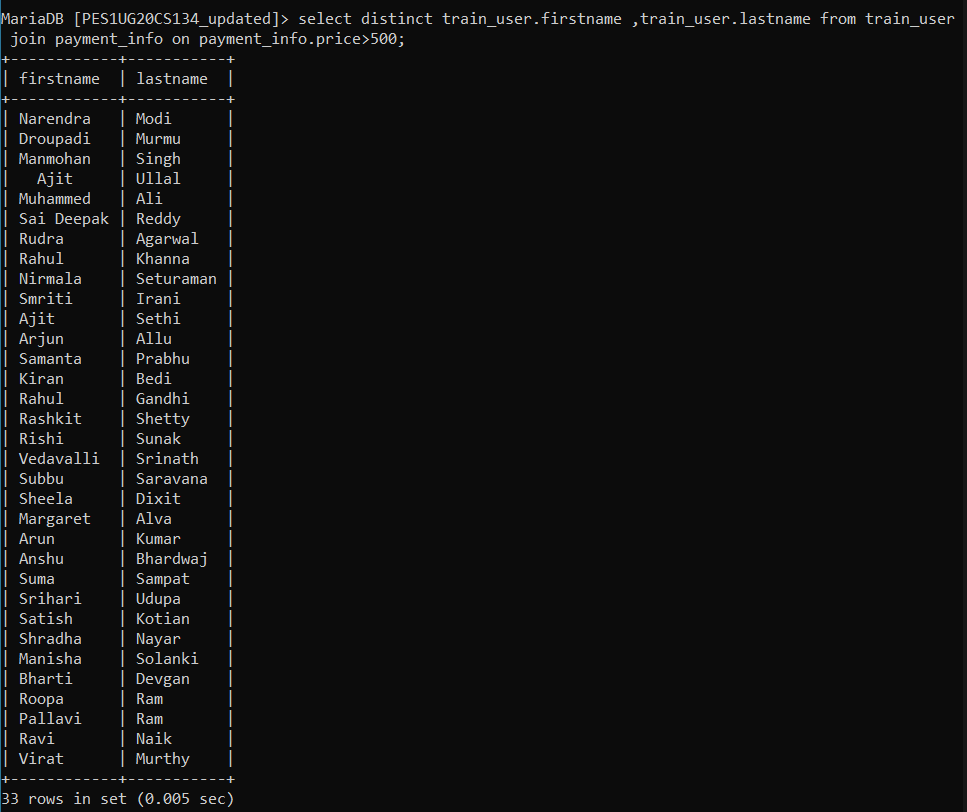 MariaDB [PES1UG20CS134_updated]> select distinct train_user.firstname ,train_user.lastname from train_user
 join payment_info on payment_info.price>500;
+------------+-----------+
| firstname  | lastname  |
+------------+-----------+
| Narendra   | Modi      |
| Droupadi   | Murmu     |
| Manmohan   | Singh     |
|   Ajit     | Ullal     |
| Muhammed   | Ali       |
| Sai Deepak | Reddy     |
| Rudra      | Agarwal   |
| Rahul      | Khanna    |
| Nirmala    | Seturaman |
| Smriti     | Irani     |
| Ajit       | Sethi     |
| Arjun      | Allu      |
| Samanta    | Prabhu    |
| Kiran      | Bedi      |
| Rahul      | Gandhi    |
| Rashkit    | Shetty    |
| Rishi      | Sunak     |
| Vedavalli  | Srinath   |
| Subbu      | Saravana  |
| Sheela     | Dixit     |
| Margaret   | Alva      |
| Arun       | Kumar     |
| Anshu      | Bhardwaj  |
| Suma       | Sampat    |
| Srihari    | Udupa     |
| Satish     | Kotian    |
| Shradha    | Nayar     |
| Manisha    | Solanki   |
| Bharti     | Devgan    |
| Roopa      | Ram       |
| Pallavi    | Ram       |
| Ravi       | Naik      |
| Virat      | Murthy    |
+------------+-----------+
33 rows in set (0.005 sec)